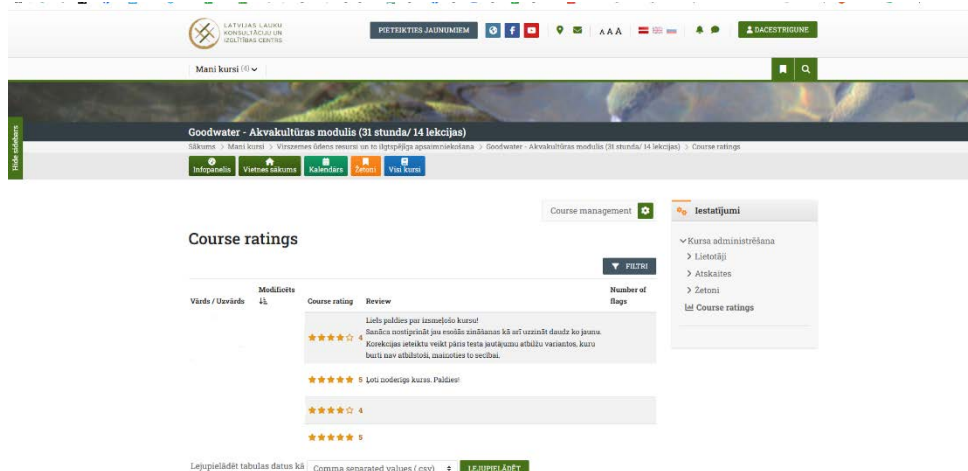 LATVIJAS LAUKU
KONSULTĀCIJU UN
IZGLĪTĪBAS CENTRS
PIETEIKTIES JAUNUMIEM
A A A
DACESTRIGUNE
Mani kursi (4)
Hide sidebars
Goodwater - Akvakultūras modulis (31 stunda/ 14 lekcijas)
Sākums > Mani kursi > Virszemes ūdens resursi un to ilgtspējīga apsaimniekošana > Goodwater - Akvakultūras modulis (31 stunda/ 14 lekcijas) > Course ratings
Infopanelis Vietnes sākums Kalendārs Žetoni Visi kursi
Course management
Iestatījumi
Course ratings
Kursa administrēšana
Lietotāji
Atskaites
Žetoni
Course ratings
FILTRI
Vārds / Uzvārds Modificēts Course rating Review Number of flags
4 Liels paldies par izsmeļošo kursu!
Sanāca nostiprināt jau esošās zināšanas kā arī uzzināt daudz ko jaunu.
Korekcijas ieteiktu veikt pāris testa jautājumu atbilžu variantos, kuru
burti nav atbilstoši, mainoties to secībai.
5 Ļoti noderīgs kurss. Paldies!
4
5
Lejupielādēt tabulas datus kā Comma separated values (.csv) LEJUPIELĀDĒT